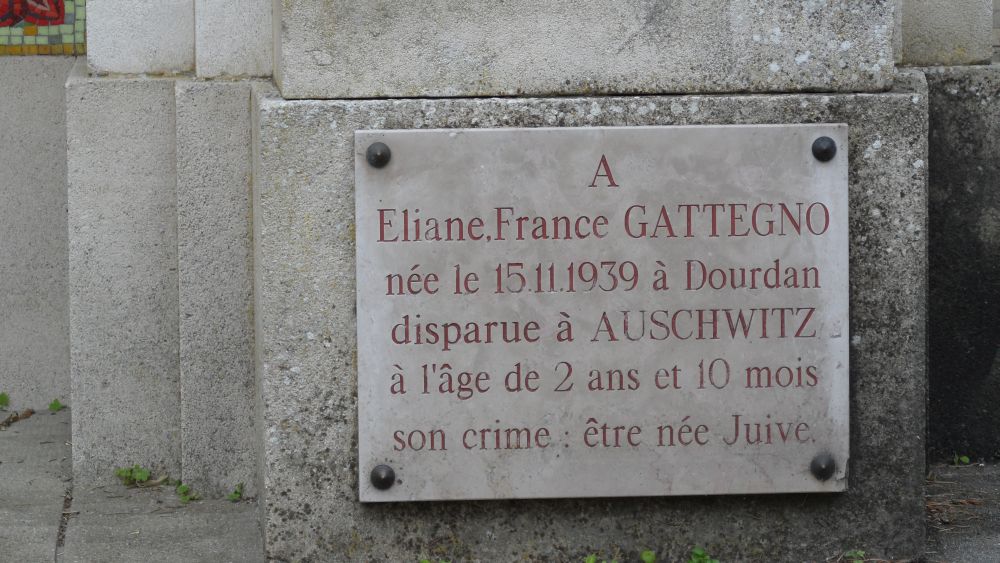 A
Eliane,France GATTEGNO
née le 15.11.1939 à Dourdan
disparue à AUSCHWITZ
à l'âge de 2 ans et 10 mois
son crime : être née Juive.